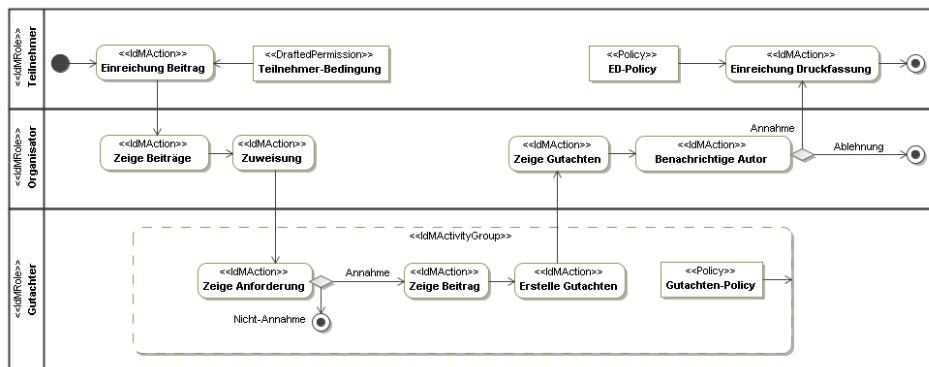 <<IdMRole>>
Teilnehmer
<<IdMAction>>
Einreichung Beitrag
<<DraftedPermission>>
Teilnehmer-Bedingung
<<Policy>>
ED-Policy
<<IdMAction>>
Einreichung Druckfassung
<<IdMRole>>
Organisator
<<IdMAction>>
Zeige Beiträge
<<IdMAction>>
Zuweisung
<<IdMAction>>
Zeige Gutachten
<<IdMAction>>
Benachrichtige Autor
Annahme
Ablehnung
<<IdMRole>>
Gutachter
<<IdMActivityGroup>>
<<IdMAction>>
Zeige Anforderung
Annahme
Nicht-Annahme
<<IdMAction>>
Zeige Beitrag
<<IdMAction>>
Erstelle Gutachten
<<Policy>>
Gutachten-Policy